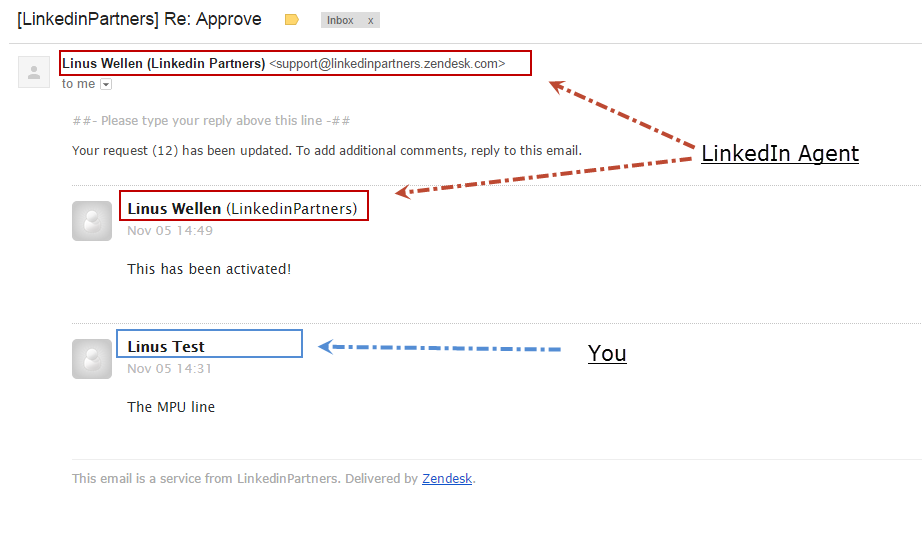 [LinkedinPartners] Re: Approve Inbox x
Linus Wellen (Linkedin Partners) <support@linkedinpartners.zendesk.com>
to me
##- Please type your reply above this line -##
Your request (12) has been updated. To add additional comments, reply to this email.
LinkedIn Agent
Linus Wellen (LinkedinPartners)
Nov 05 14:49
This has been activated!
Linus Test
You
Nov 05 14:31
The MPU line
This email is a service from LinkedinPartners. Delivered by Zendesk.